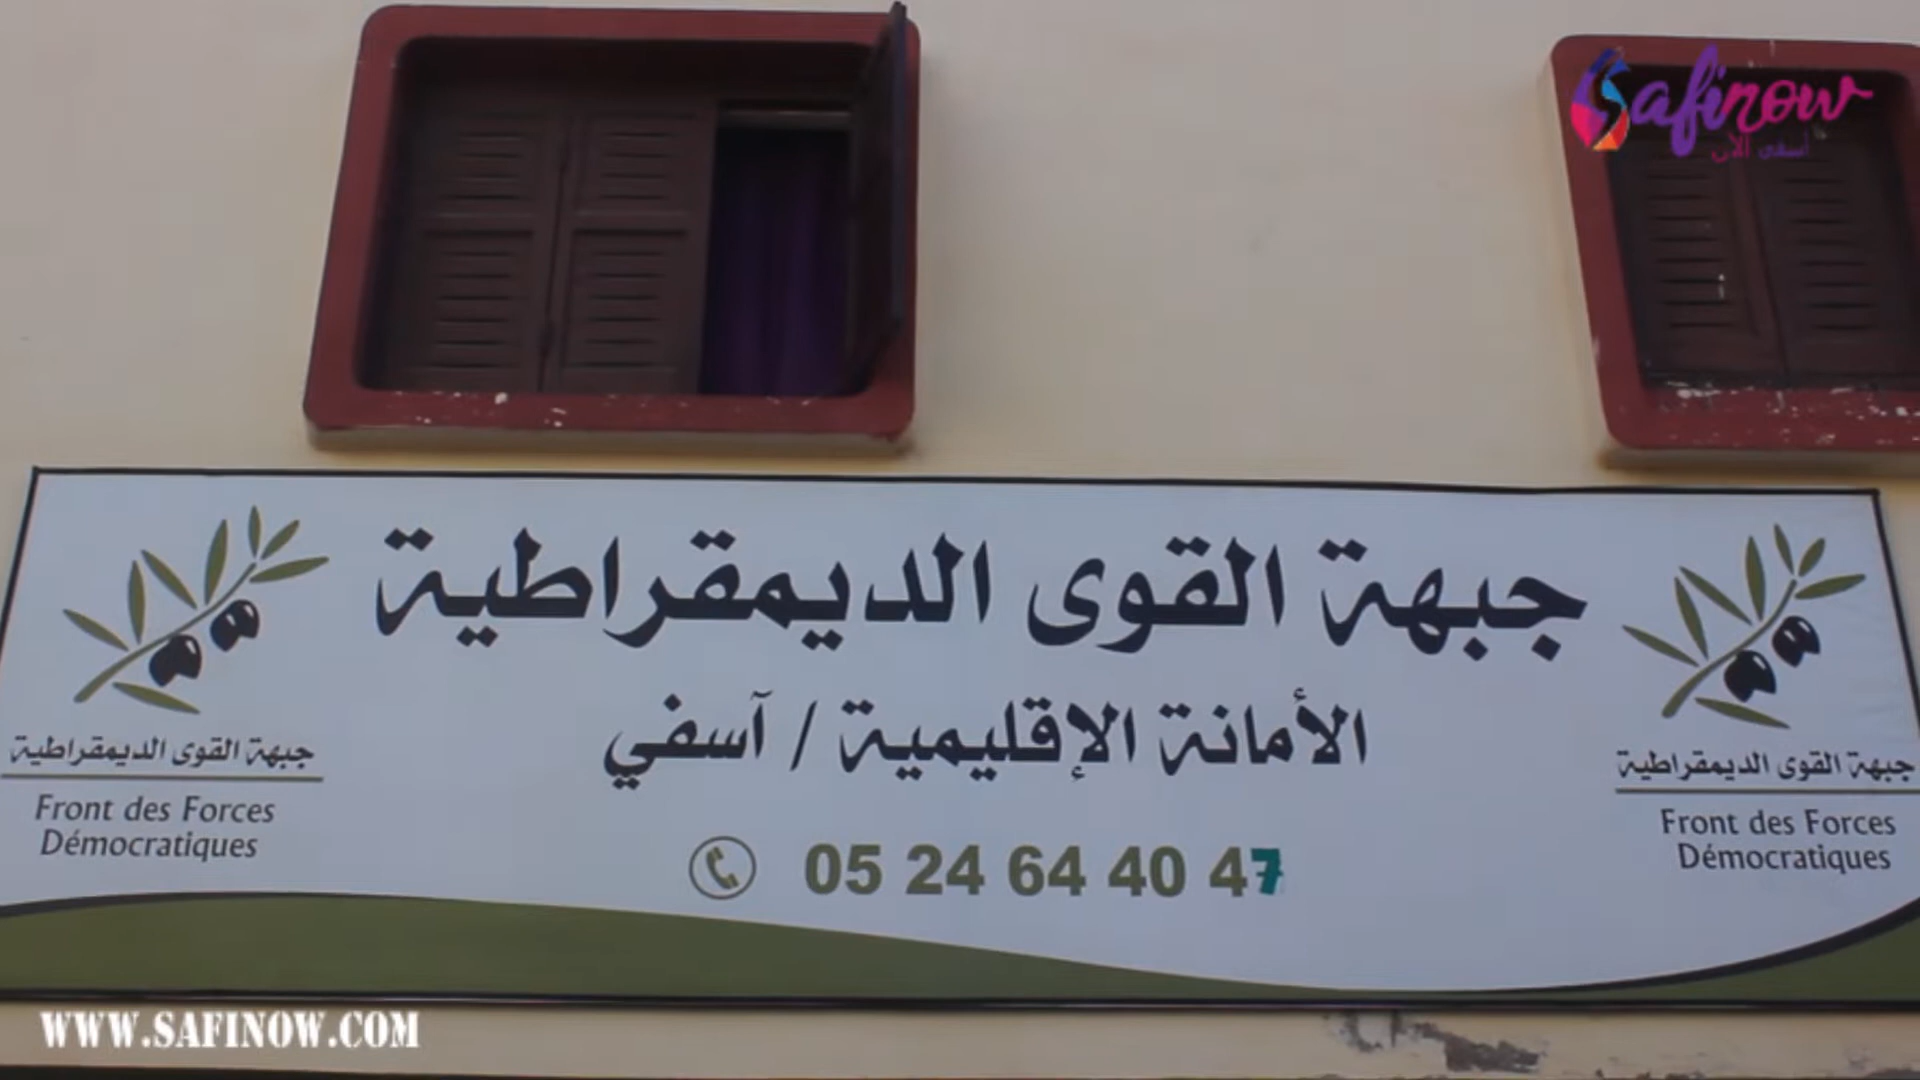 Safinow
آسفي الآن
جبهة القوى الديمقراطية
الأمانة الإقليمية / آسفي
05 24 64 40 47
جبهة القوى الديمقراطية
Front des Forces
Démocratiques
جبهة القوى الديمقراطية
Front des Forces
Démocratiques
WWW.SAFINOW.COM